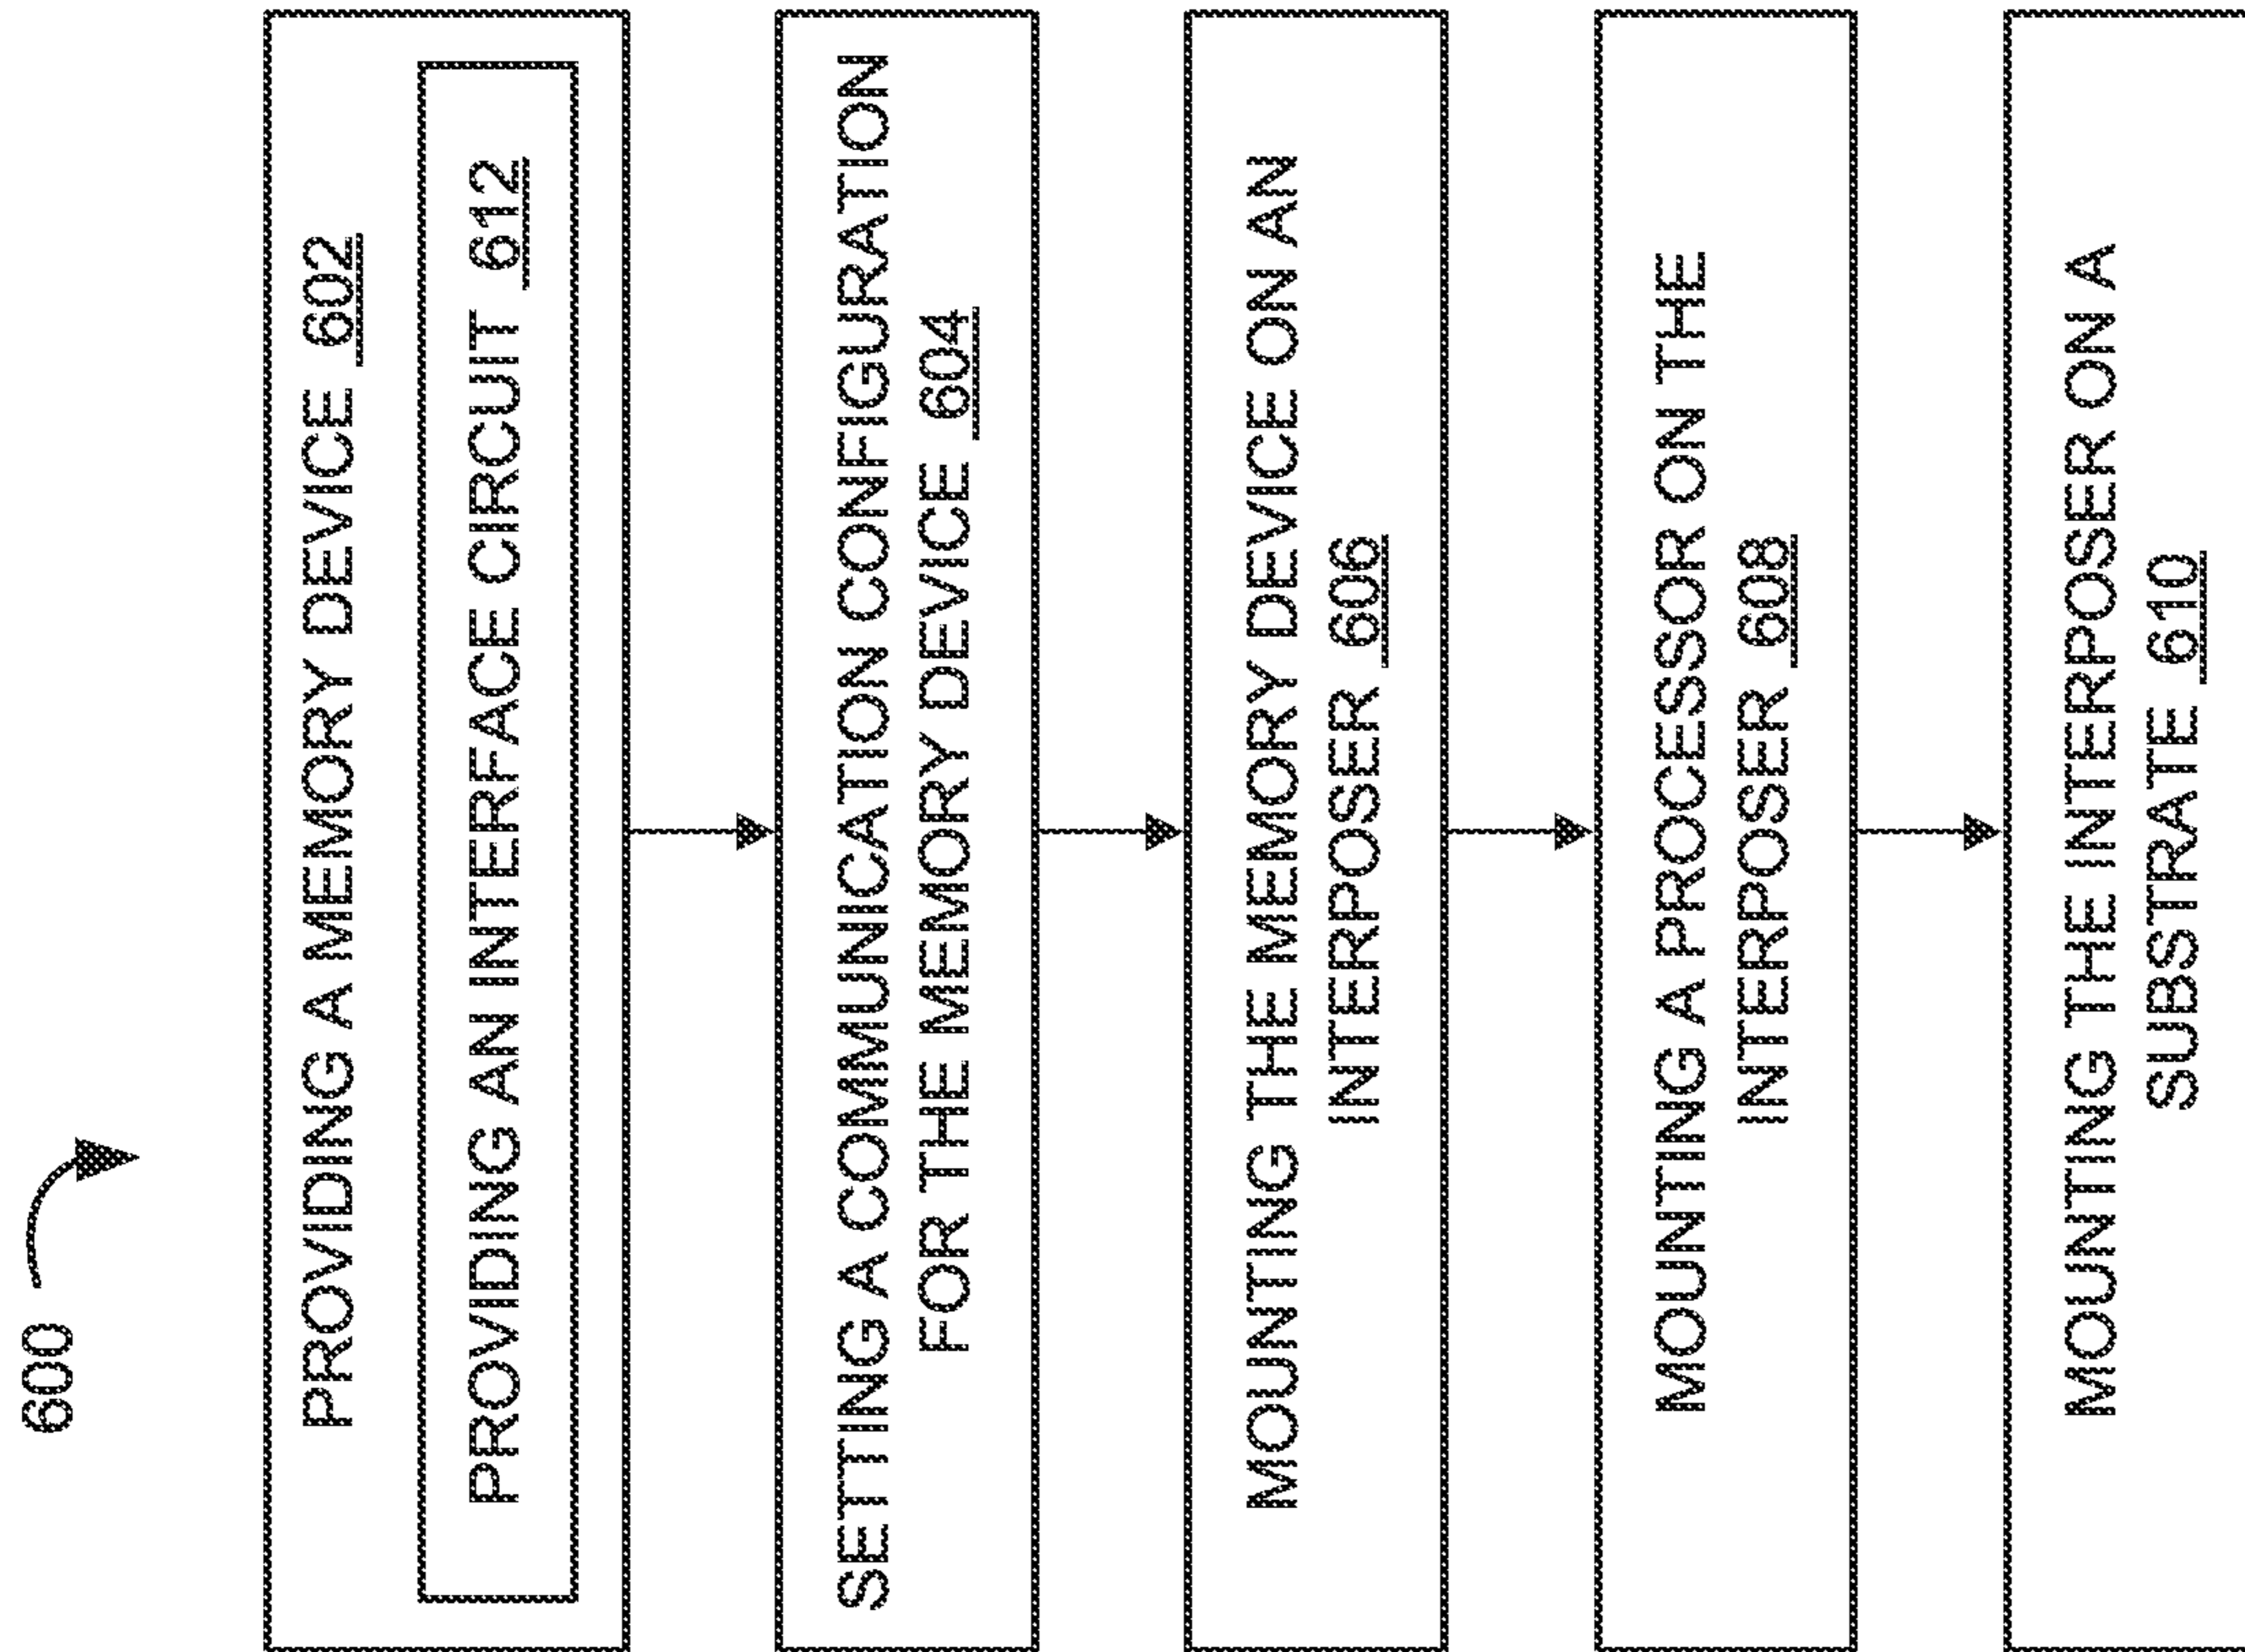 600
PROVIDING A MEMORY DEVICE 602
PROVIDING AN INTERFACE CIRCUIT 612
SETTING A COMMUNICATION CONFIGURATION
FOR THE MEMORY DEVICE 604
MOUNTING THE MEMORY DEVICE ON AN
INTERPOSER 606
MOUNTING A PROCESSOR ON THE
INTERPOSER 608
MOUNTING THE INTERPOSER ON A
SUBSTRATE 610